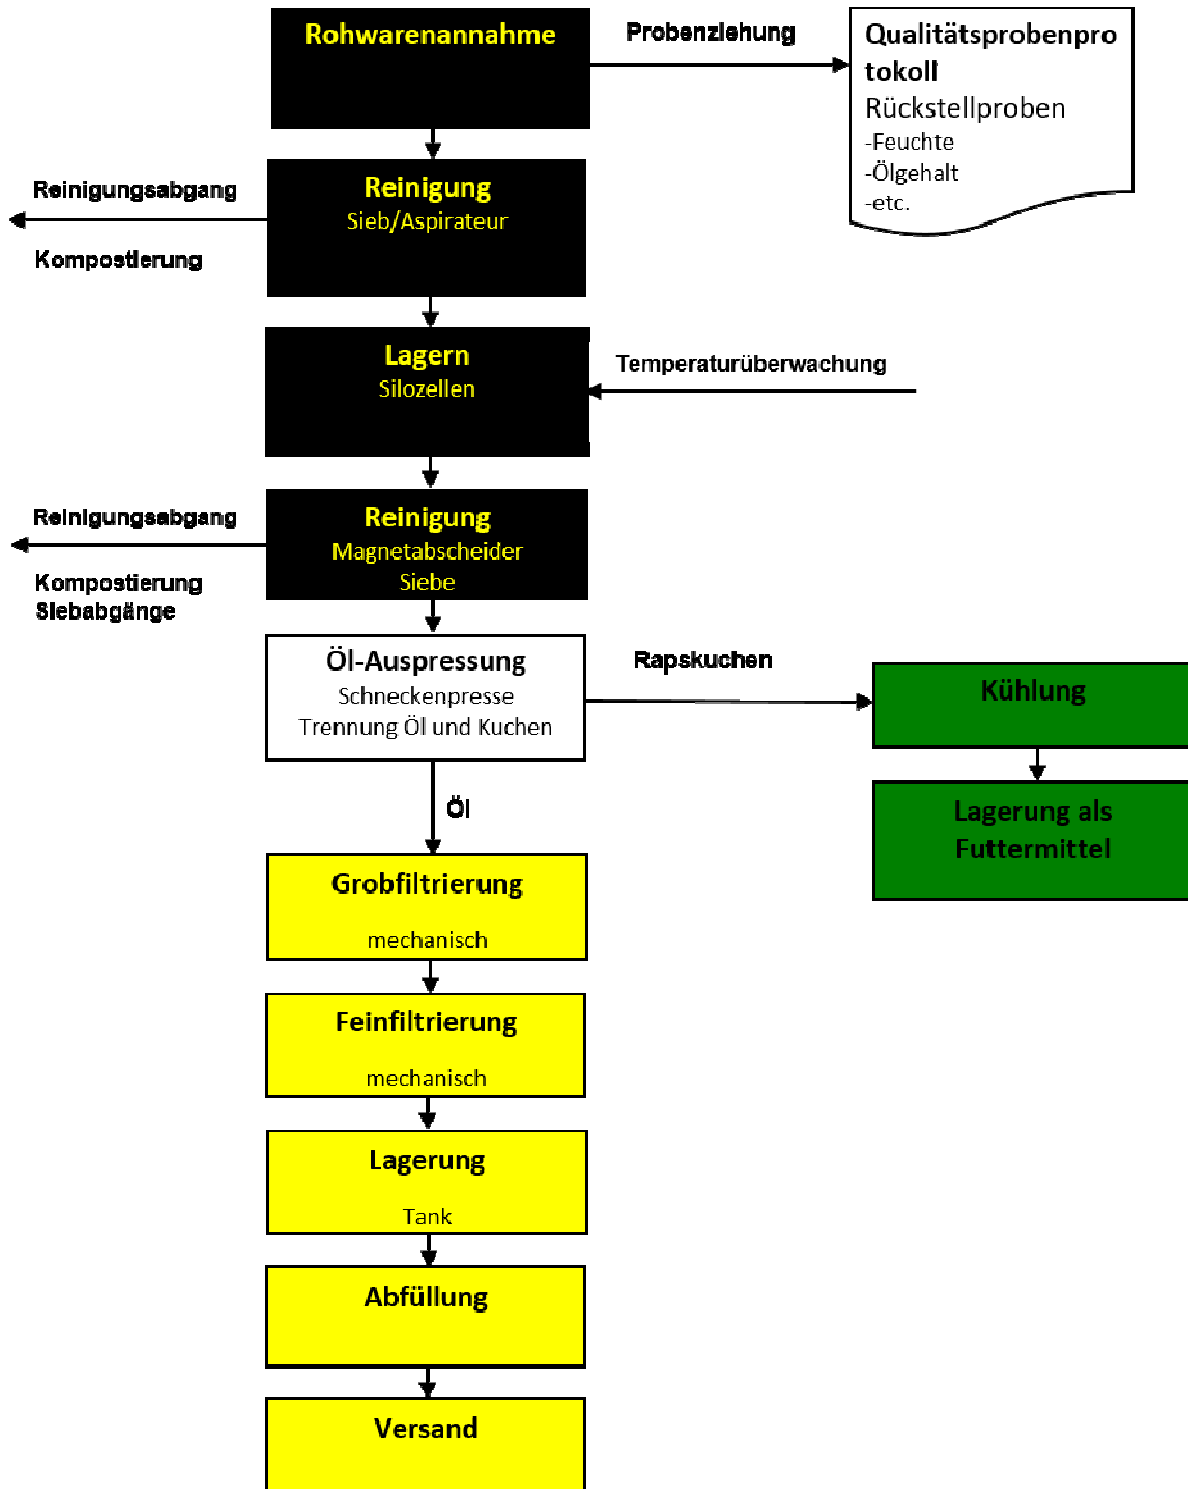 Rohwarenannahme
Probenziehung
Qualitätsprobenpro
tokoll
Rückstellproben
-Feuchte
-Ölgehalt
-etc.
Reinigungsabgang
Kompostierung
Reinigung
Sieb/Aspirateur
Lagern
Silozellen
Temperaturüberwachung
Reinigungsabgang
Kompostierung
Siebabgänge
Reinigung
Magnetabscheider
Siebe
Öl-Auspressung
Schneckenpresse
Trennung Öl und Kuchen
Rapskuchen
Kühlung
Lagerung als
Futtermittel
Öl
Grobfiltrierung
mechanisch
Feinfiltrierung
mechanisch
Lagerung
Tank
Abfüllung
Versand